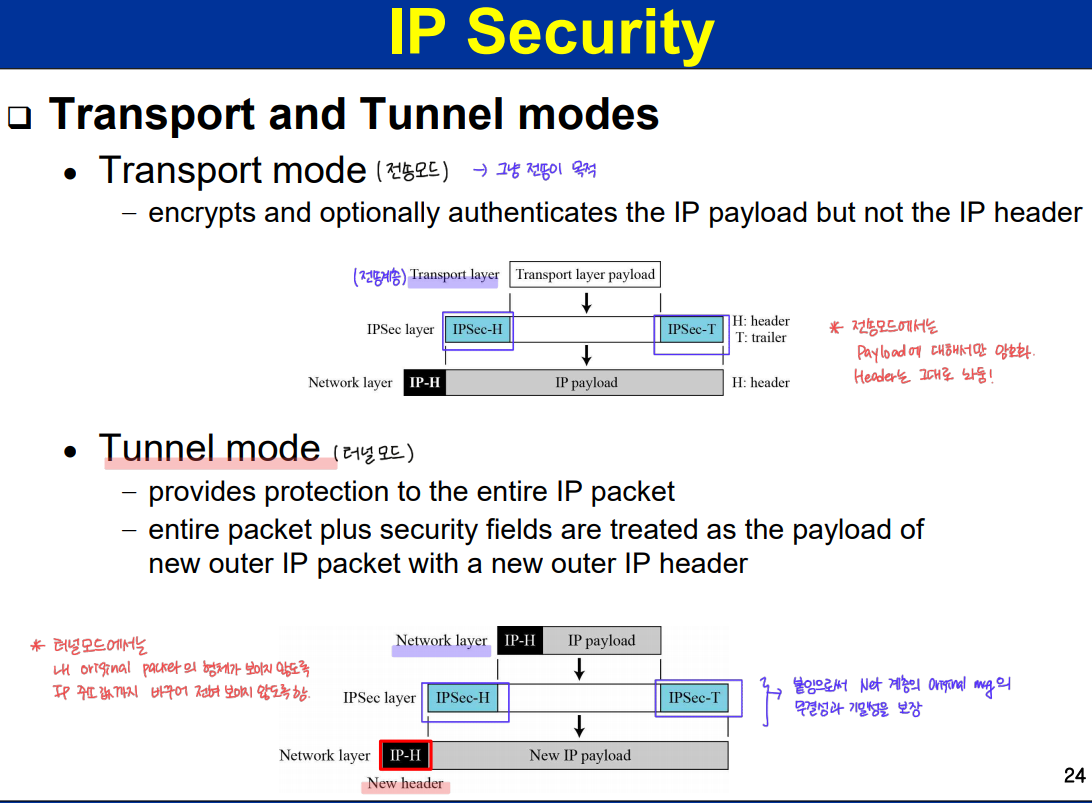 IP Security
❑ Transport and Tunnel modes
• Transport mode (전송모드) → 그냥 전송이 목적
– encrypts and optionally authenticates the IP payload but not the IP header
(전송계층) Transport layer Transport layer payload
IPSec layer IPSec-H IPSec-T H: header
T: trailer
Network layer IP-H IP payload H: header
* 전송모드에서는
Payload에 대해서만 암호화.
Header는 그대로 놔둠!
• Tunnel mode (터널모드)
– provides protection to the entire IP packet
– entire packet plus security fields are treated as the payload of
new outer IP packet with a new outer IP header
* 터널모드에서는
내 original packet의 형체가 보이지 않도록
IP 주소값까지 바꾸어 전혀 보이지 않도록 함.
Network layer IP-H IP payload
IPSec layer IPSec-H IPSec-T
→ 붙임으로써 Net 계층의 Original msg의
무결성과 기밀성을 보장
Network layer IP-H New IP payload
New header
24